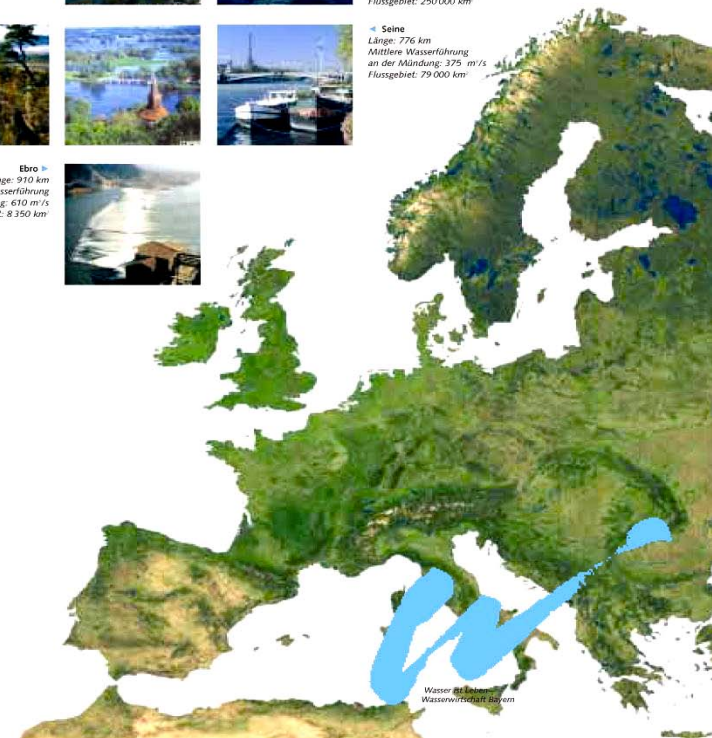 Flussgebiet: 250 000 km²
◄ Seine
Länge: 776 km
Mittlere Wasserführung
an der Mündung: 375 m³/s
Flussgebiet: 79 000 km²
Ebro ►
nge: 910 km
sserführung
g: 610 m³/s
: 8 350 km²
Wasser ist Leben –
Wasserwirtschaft Bayern